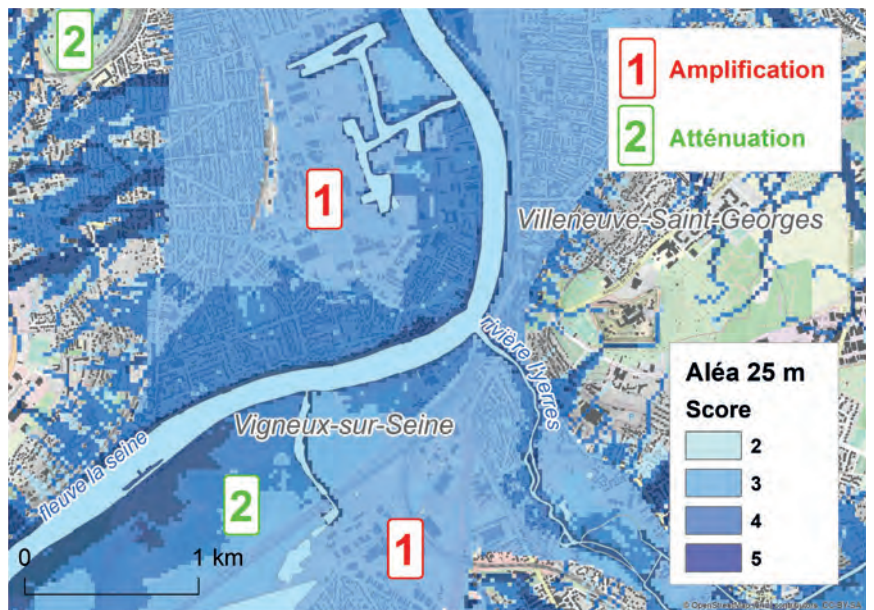 2
1 Amplification
2 Atténuation
1
Villeneuve-Saint-Georges
rivière l'yerres
Aléa 25 m
Score
2
3
4
5
Vigneux-sur-Seine
fleuve la seine
2
1
0 1 km